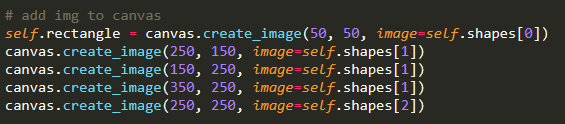 # add img to canvas
self.rectangle = canvas.create_image(50, 50, image=self.shapes[0])
canvas.create_image(250, 150, image=self.shapes[1])
canvas.create_image(150, 250, image=self.shapes[1])
canvas.create_image(350, 250, image=self.shapes[1])
canvas.create_image(250, 250, image=self.shapes[2])